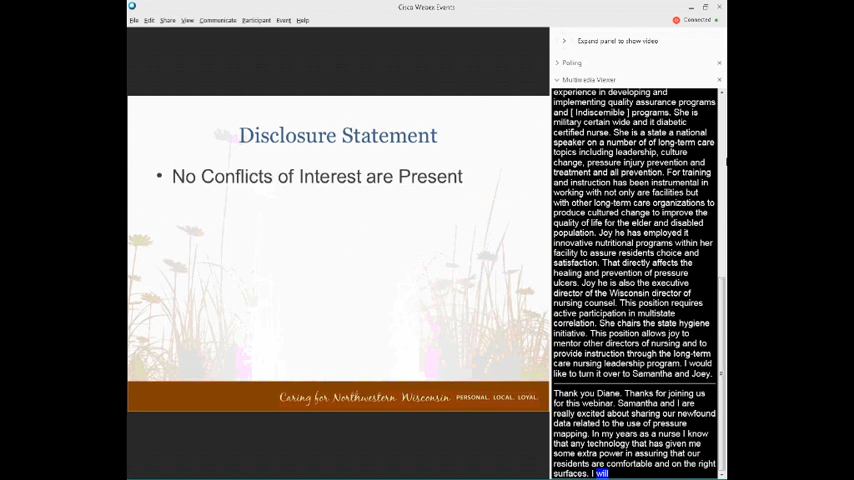 Cisco Webex Events
File Edit Share View Communicate Participant Event Help
Connected
Expand panel to show video
Polling
Multimedia Viewer
Disclosure Statement
• No Conflicts of Interest are Present
Caring for Northwestern Wisconsin PERSONAL. LOCAL. LOYAL.
experience in developing and
implementing quality assurance programs
and [ Indiscernible ] programs. She is
military certain wide and it diabetic
certified nurse. She is a state a national
speaker on a number of of long-term care
topics including leadership, culture
change, pressure injury prevention and
treatment and all prevention. For training
and instruction has been instrumental in
working with not only are facilities but
with other long-term care organizations to
produce cultured change to improve the
quality of life for the elder and disabled
population. Joy he has employed it
innovative nutritional programs within her
facility to assure residents choice and
satisfaction. That directly affects the
healing and prevention of pressure
ulcers. Joy he is also the executive
director of the Wisconsin director of
nursing counsel. This position requires
active participation in multistate
correlation. She chairs the state hygiene
initiative. This position allows joy to
mentor other directors of nursing and to
provide instruction through the long-term
care nursing leadership program. I would
like to turn it over to Samantha and Joey.
Thank you Diane. Thanks for joining us
for this webinar. Samantha and I are
really excited about sharing our newfound
data related to the use of pressure
mapping. In my years as a nurse I know
that any technology that has given me
some extra power in assuring that our
residents are comfortable and on the right
surfaces. I will